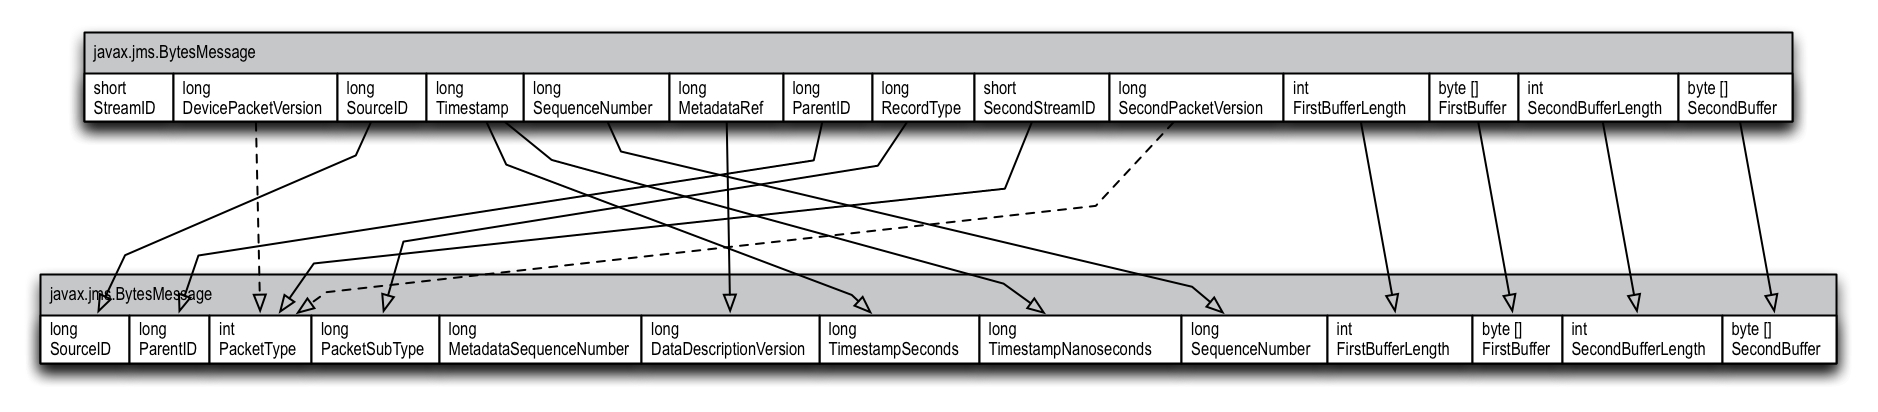 javax.jms.BytesMessage
short long long long long long long long short long int byte [] int byte []
StreamID DevicePacketVersion SourceID Timestamp SequenceNumber MetadataRef ParentID RecordType SecondStreamID SecondPacketVersion FirstBufferLength FirstBuffer SecondBufferLength SecondBuffer
javax.jms.BytesMessage
long long int long long long long long long int byte [] int byte []
SourceID ParentID PacketType PacketSubType MetadataSequenceNumber DataDescriptionVersion TimestampSeconds TimestampNanoseconds SequenceNumber FirstBufferLength FirstBuffer SecondBufferLength SecondBuffer